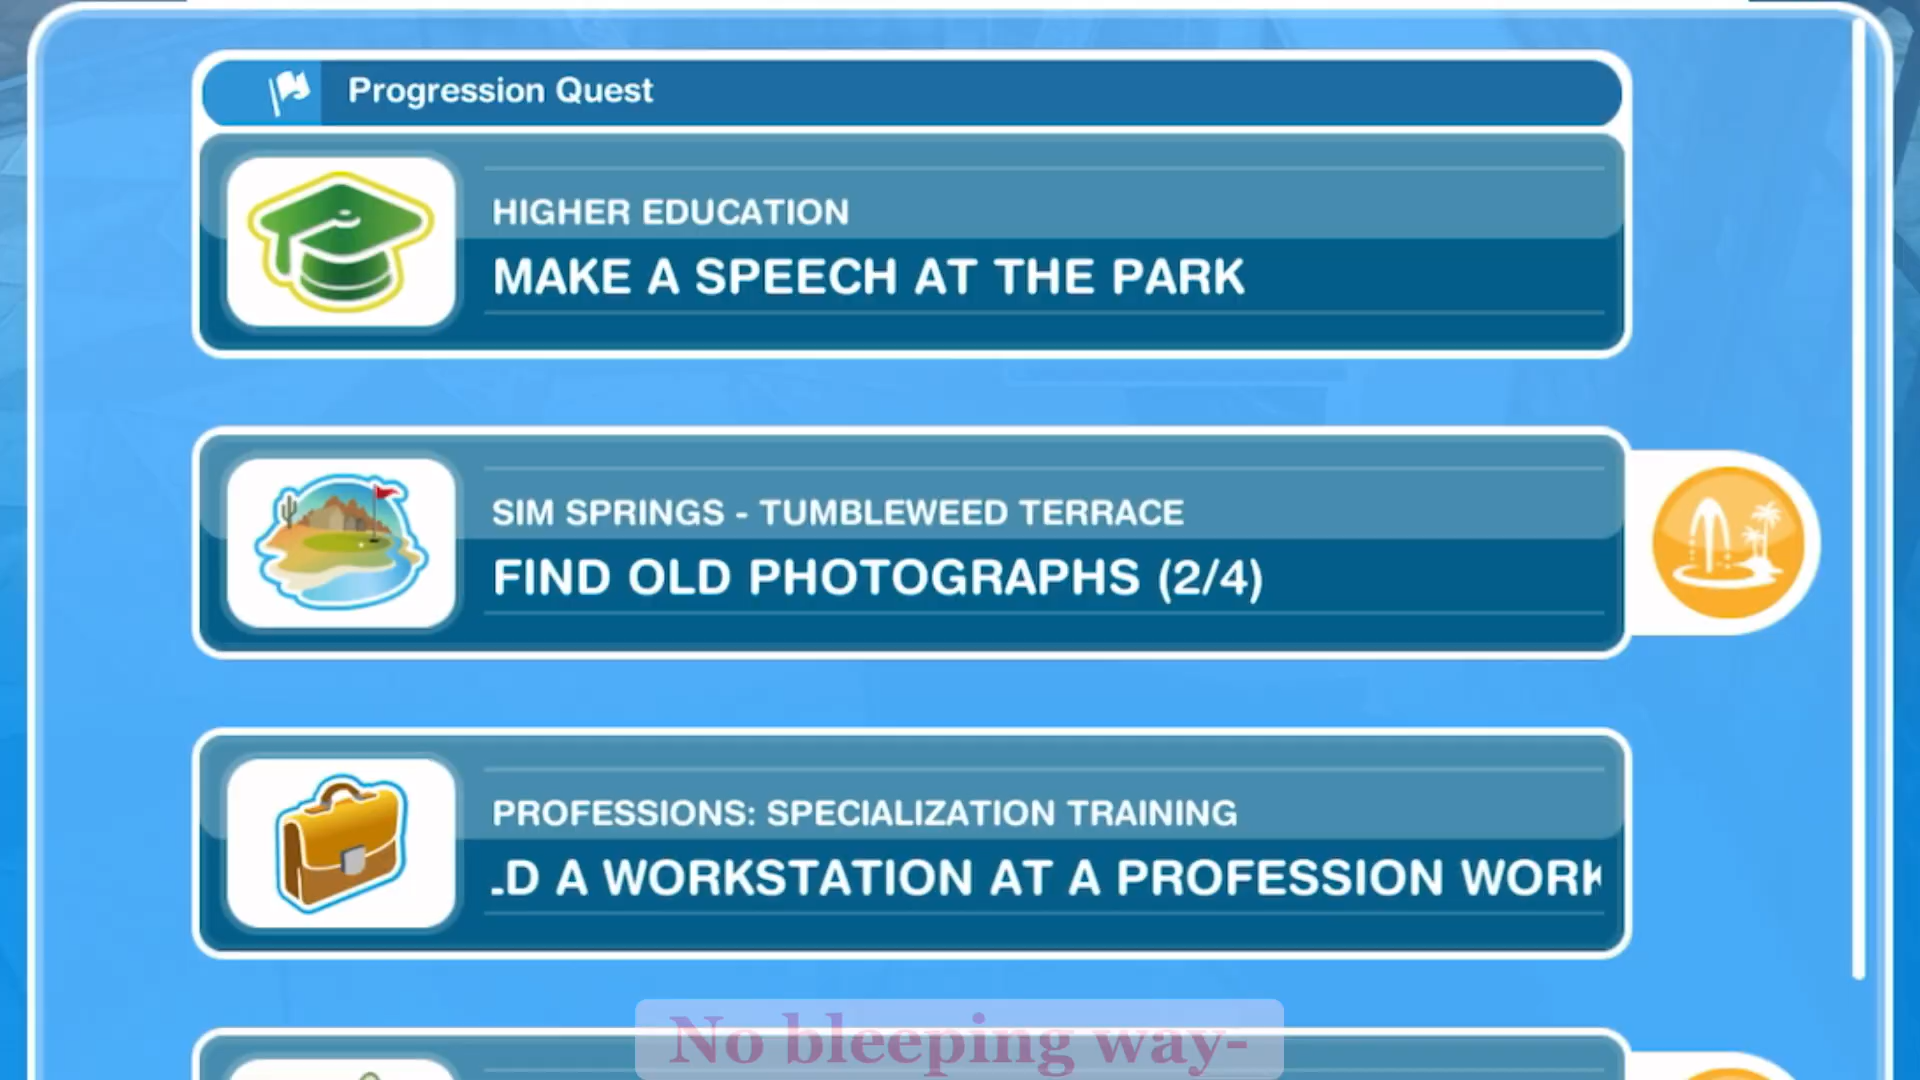 Progression Quest
HIGHER EDUCATION
MAKE A SPEECH AT THE PARK
SIM SPRINGS - TUMBLEWEED TERRACE
FIND OLD PHOTOGRAPHS (2/4)
PROFESSIONS: SPECIALIZATION TRAINING
D A WORKSTATION AT A PROFESSION WORK
No bleeping way-